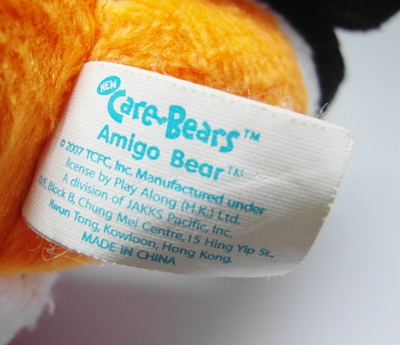 NEW
Care Bears™
Amigo Bear™
© 2007 TCFC, Inc. Manufactured under
license by Play Along (H.K.) Ltd.
A division of JAKKS Pacific, Inc.
Block B, Chung Mei Centre, 15 Hing Yip St.,
Kwun Tong, Kowloon, Hong Kong.
MADE IN CHINA